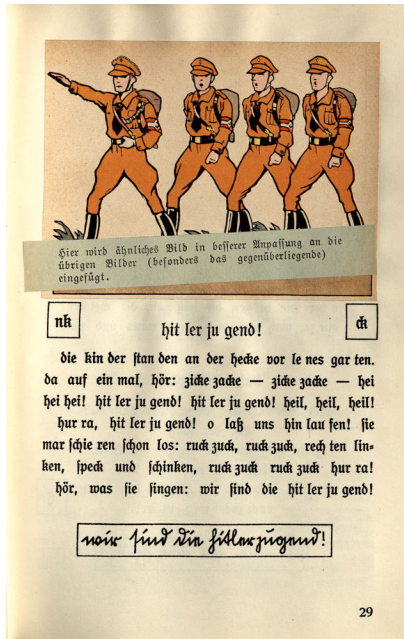 Hier wird ähnliches Bild in besserer Anpassung an die
übrigen Bilder (besonders das gegenüberliegende)
eingefügt.
nk
ck
hit ler ju gend!
die kin der stan den an der hecke vor le nes gar ten.
da auf ein mal, hör: zicke zacke — zicke zacke — hei
hei hei! hit ler ju gend! hit ler ju gend! heil, heil, heil!
hur ra, hit ler ju gend! o laß uns hin lau fen! sie
mar schie ren schon los: ruck zuck, ruck zuck, rech ten lin⸗
ken, speck und schinken, ruck zuck ruck zuck hur ra!
hör, was sie singen: wir sind die hit ler ju gend!
wir sind die hitlerjugend!
29